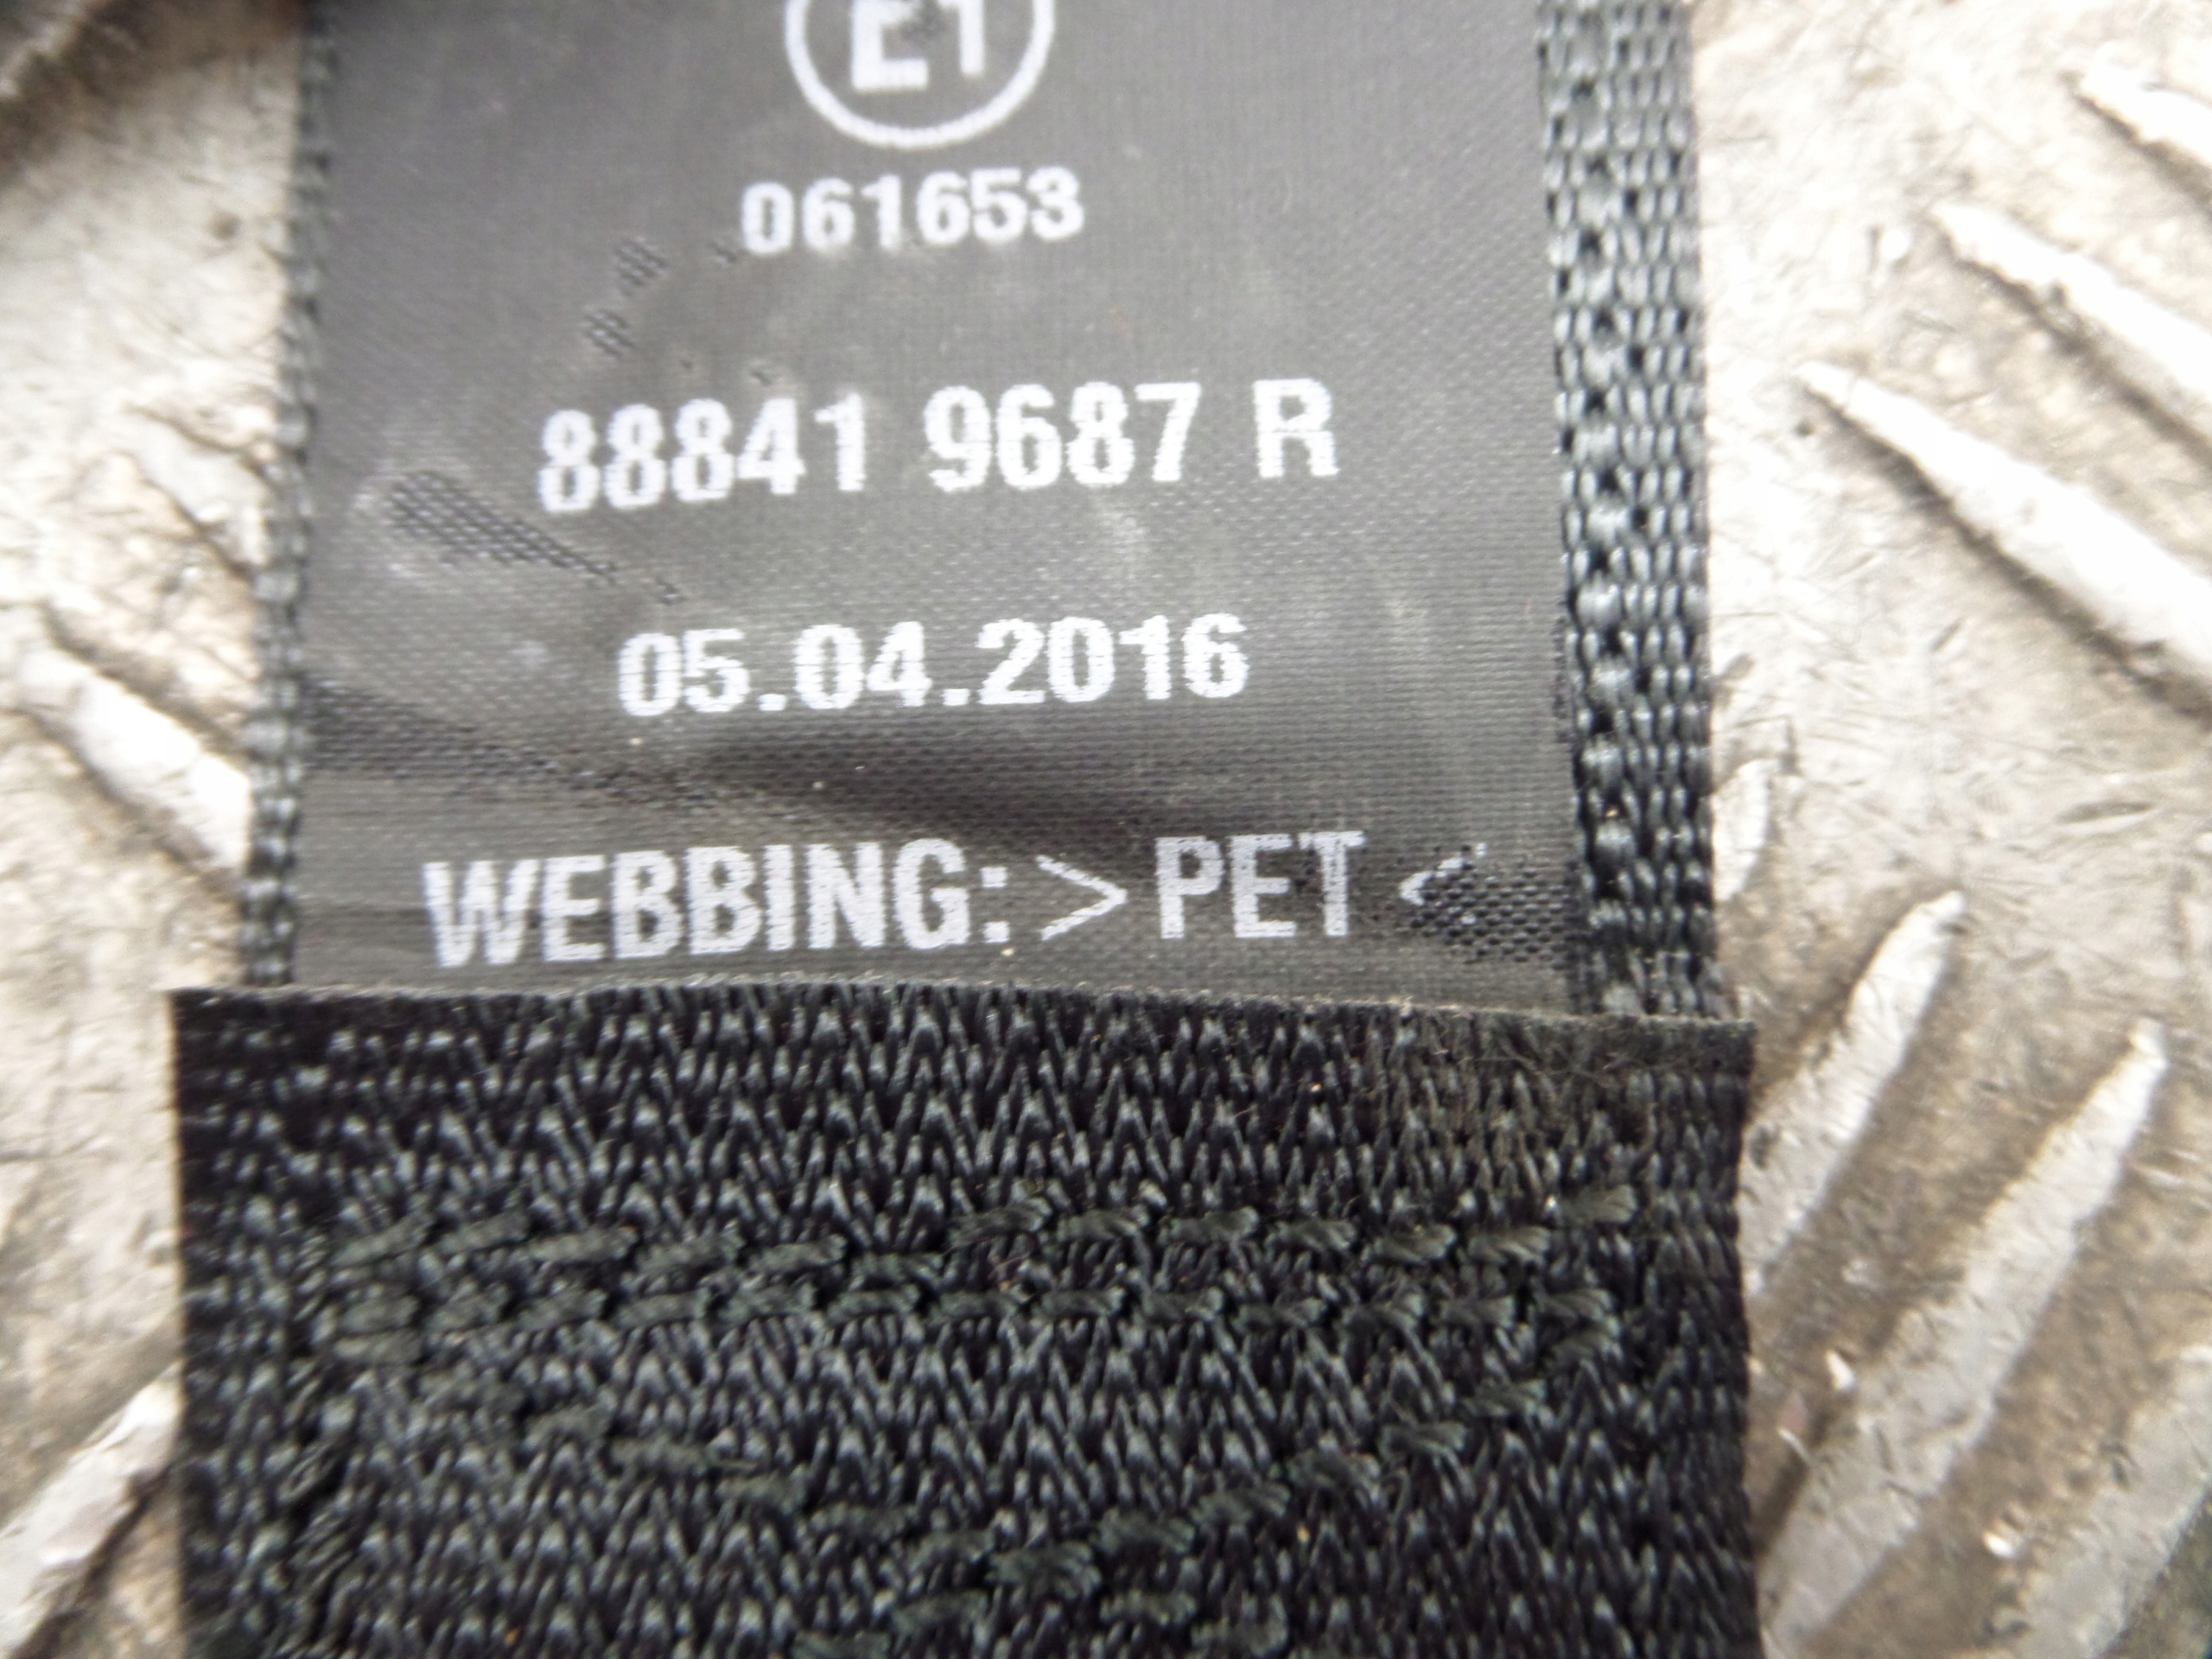 E1
061653
88841 9687 R
05.04.2016
WEBBING: >PET<